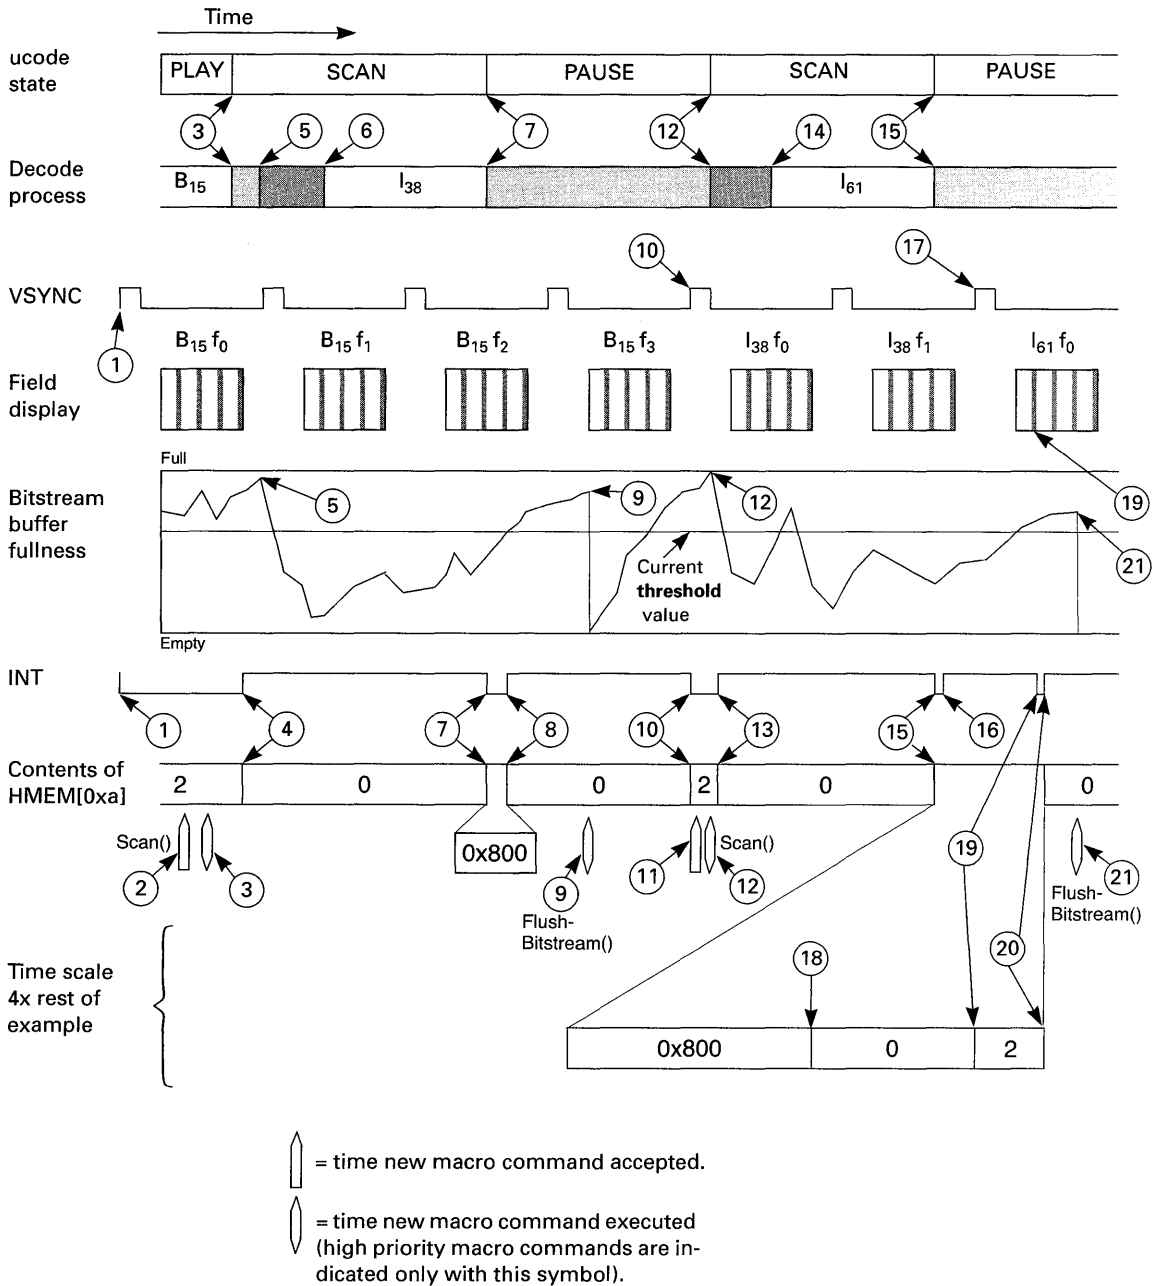 Time
ucode
state
PLAY SCAN PAUSE SCAN PAUSE
3 5 6 7 12 14 15
Decode
process
B15 I38 I61
10 17
VSYNC
1
B15 f0 B15 f1 B15 f2 B15 f3 I38 f0 I38 f1 I61 f0
Field
display
Full
Bitstream
buffer
fullness
5 9 12 19 21
Current
threshold
value
Empty
INT
1 4 7 8 10 13 15 16
Contents of
HMEM[0xa]
2 0 0 2 0 0
0x800
Scan()
2 3
9
Flush-
Bitstream()
11 12
Scan()
19
21
Flush-
Bitstream()
20
18
Time scale
4x rest of
example
0x800 0 2
= time new macro command accepted.
= time new macro command executed
(high priority macro commands are in-
dicated only with this symbol).